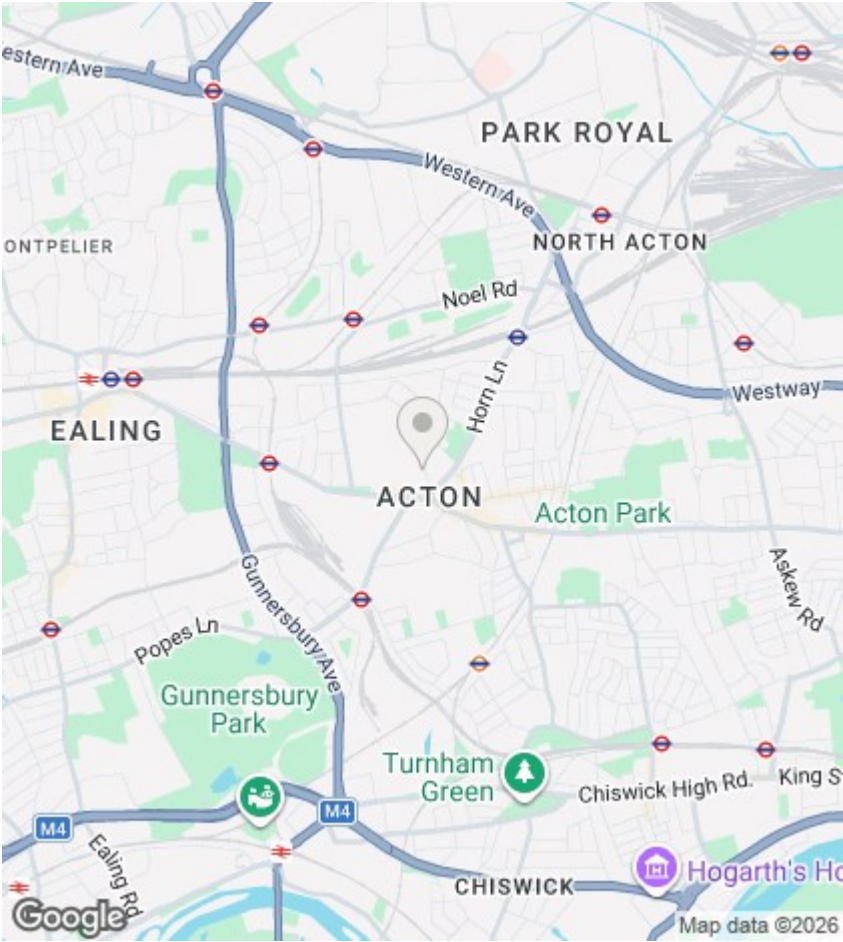 estern Ave
PARK ROYAL
Western Ave
NORTH ACTON
ONTPELIER
Noel Rd
Horn Ln
Westway
EALING
ACTON
Acton Park
Askew Rd
Gunnersbury Ave
Popes Ln
Gunnersbury
Park
Turnham
Green
Chiswick High Rd.
King S
M4
M4
Ealing Rd
CHISWICK
Hogarth's Ho
Google
Map data ©2026